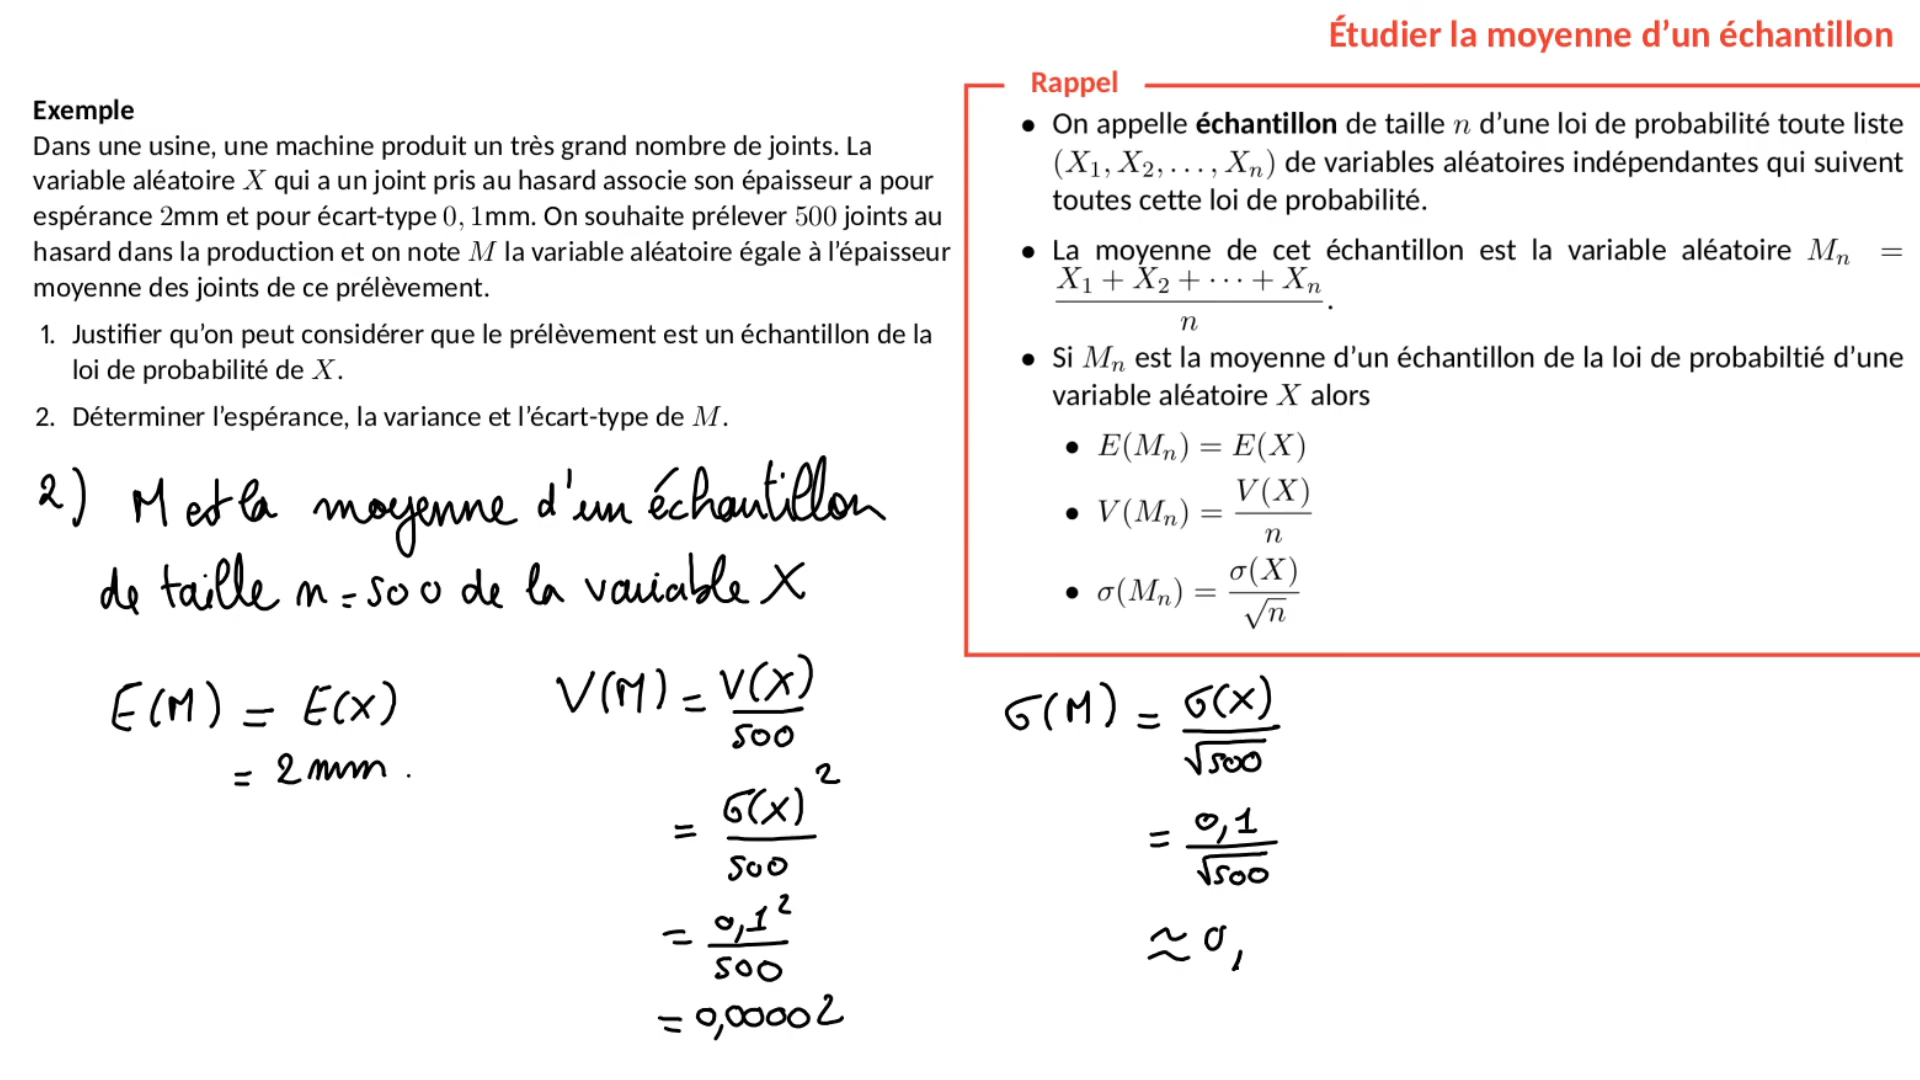 Étudier la moyenne d'un échantillon
Exemple
Dans une usine, une machine produit un très grand nombre de joints. La
variable aléatoire X qui a un joint pris au hasard associe son épaisseur a pour
espérance 2mm et pour écart-type 0, 1mm. On souhaite prélever 500 joints au
hasard dans la production et on note M la variable aléatoire égale à l'épaisseur
moyenne des joints de ce prélèvement.
1. Justifier qu'on peut considérer que le prélèvement est un échantillon de la
loi de probabilité de X.
2. Déterminer l'espérance, la variance et l'écart-type de M.
Rappel
• On appelle échantillon de taille n d'une loi de probabilité toute liste
(X₁, X₂, . . . , Xₙ) de variables aléatoires indépendantes qui suivent
toutes cette loi de probabilité.
• La moyenne de cet échantillon est la variable aléatoire Mₙ =
X₁ + X₂ + · · · + Xₙ
n
.
• Si Mₙ est la moyenne d'un échantillon de la loi de probabiltié d'une
variable aléatoire X alors
• E(Mₙ) = E(X)
• V(Mₙ) = V(X)/n
• σ(Mₙ) = σ(X)/√n
2) M est la moyenne d'un échantillon
de taille n = 500 de la variable X
E(M) = E(X)
= 2 mm.
V(M) = V(X)/500
= σ(X)²/500
= 0,1²/500
= 0,00002
σ(M) = σ(X)/√500
= 0,1/√500
≈ 0,